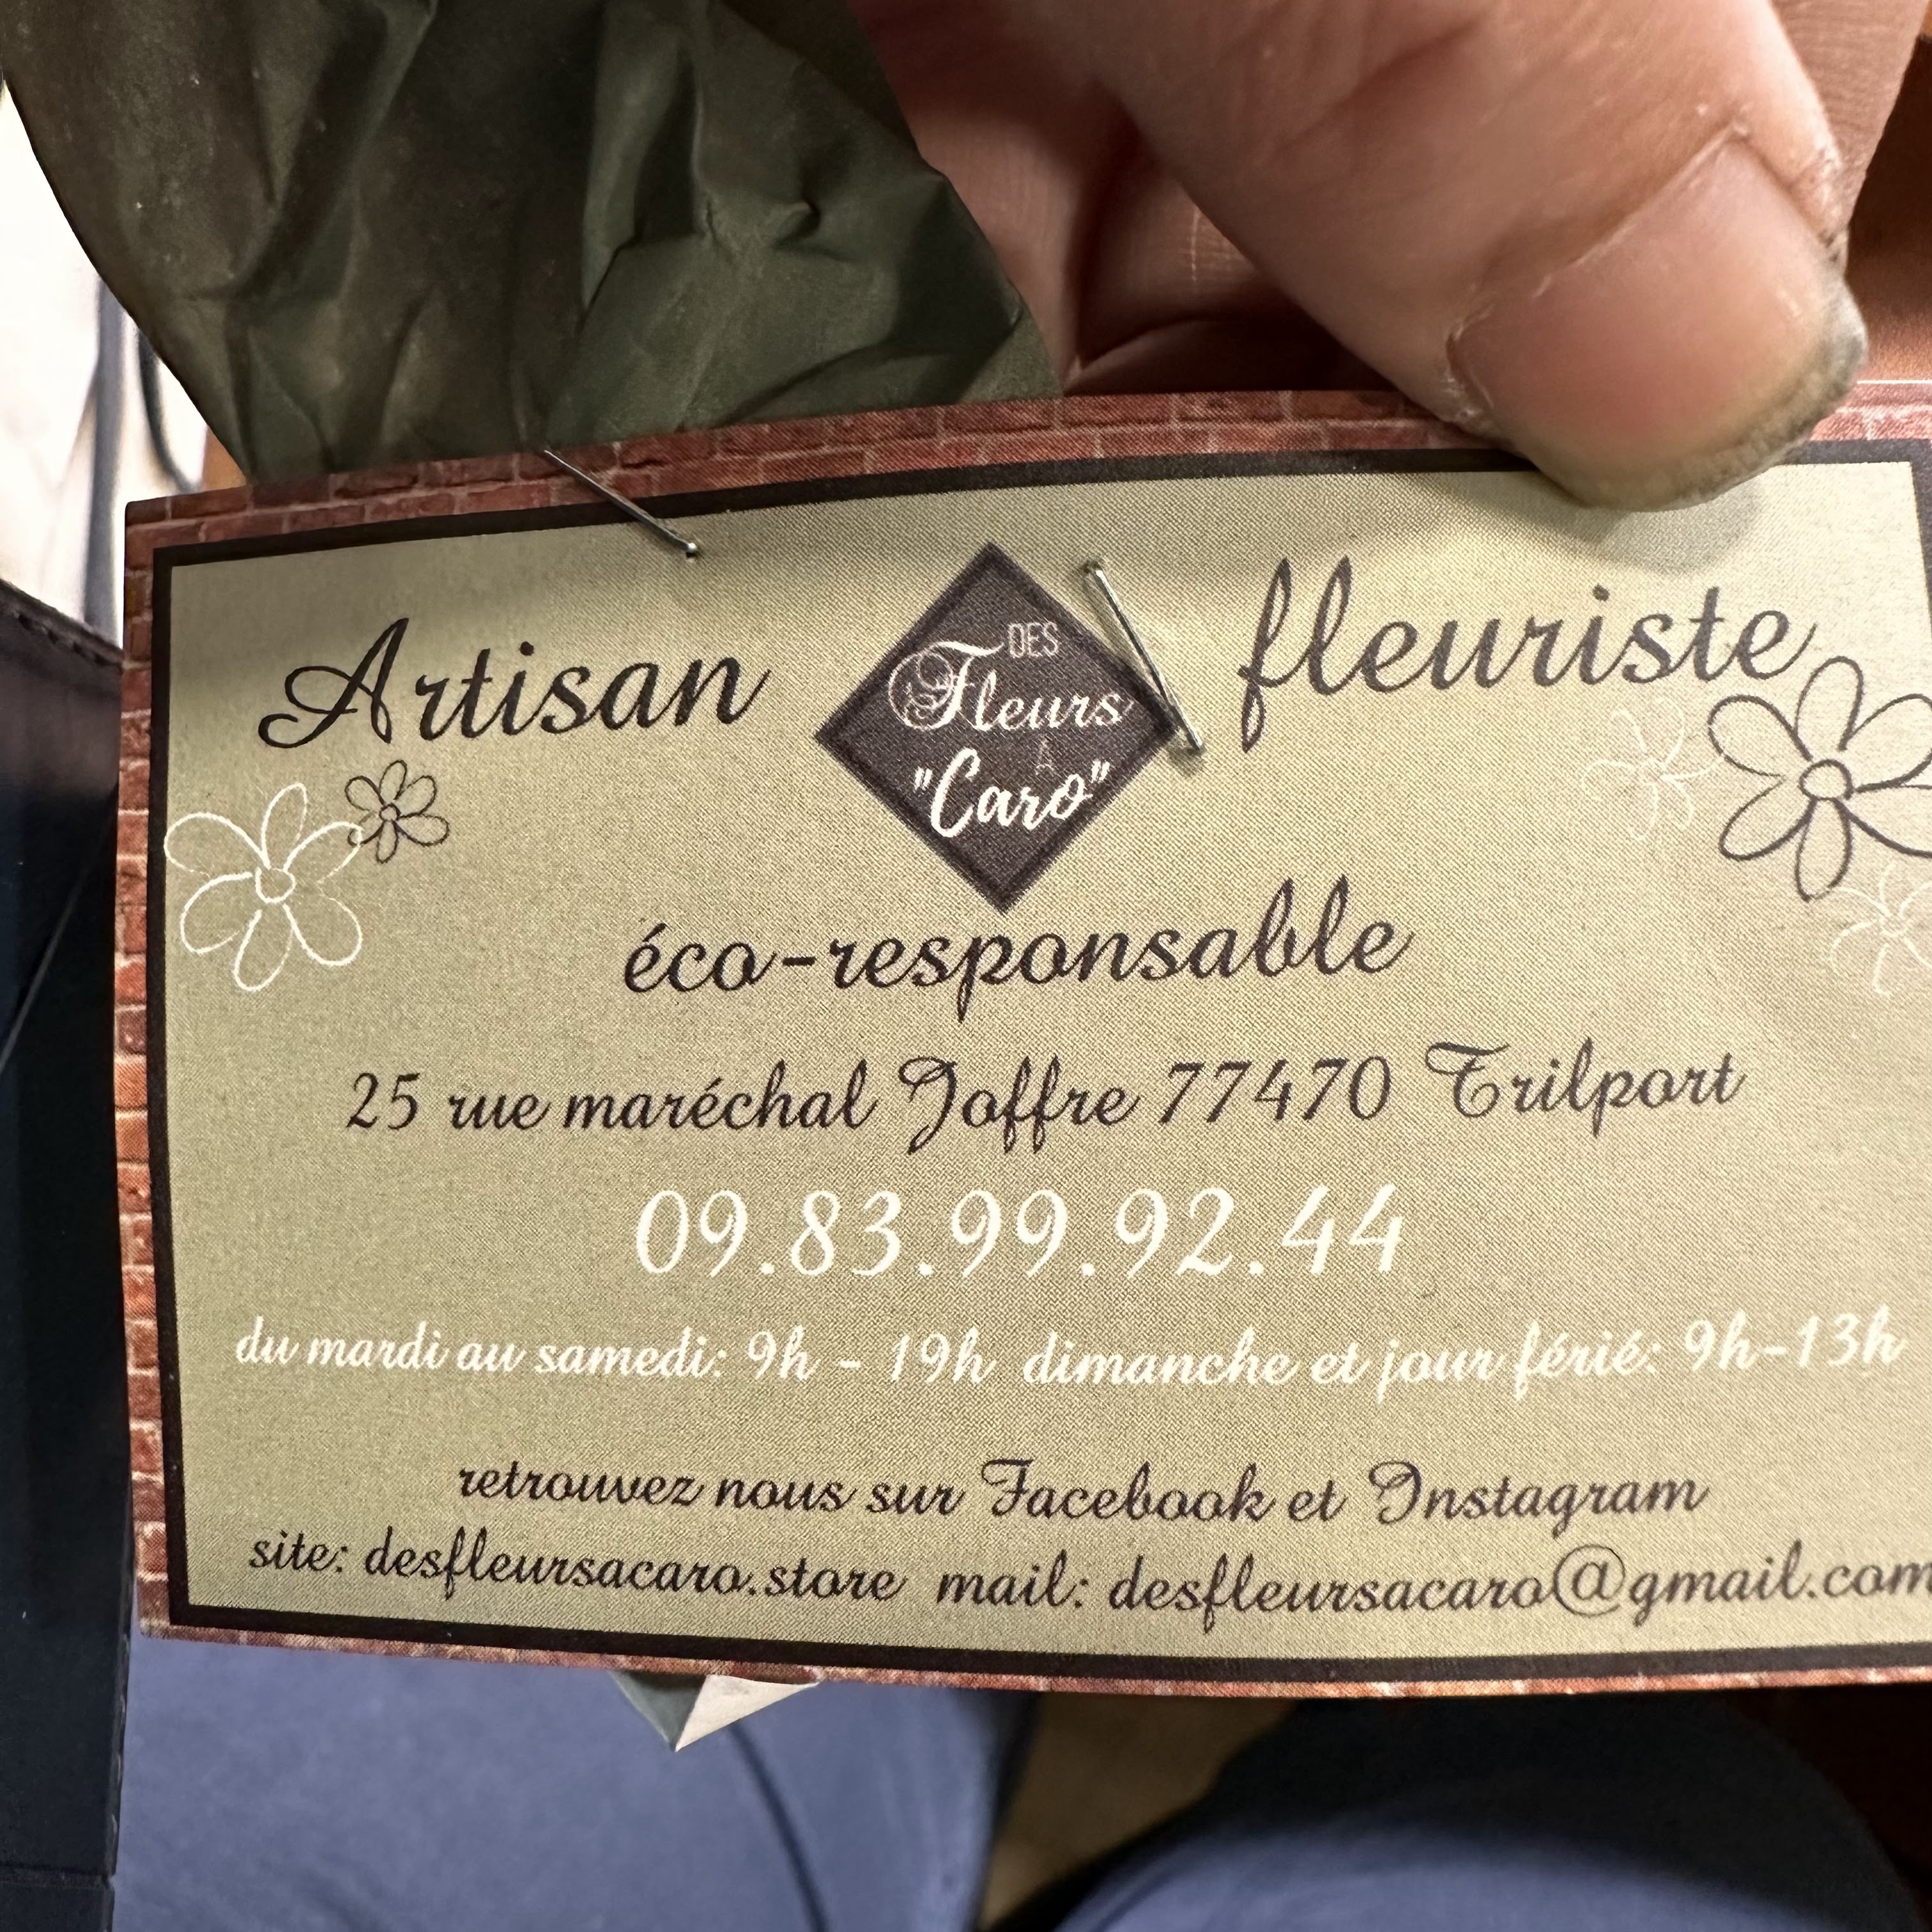 Artisan fleuriste
DES
Fleurs
À
"Caro"
éco-responsable
25 rue maréchal Joffre 77470 Trilport
09.83.99.92.44
du mardi au samedi: 9h - 19h dimanche et jour férié: 9h-13h
retrouvez nous sur Facebook et Instagram
site: desfleursacaro.store mail: desfleursacaro@gmail.com